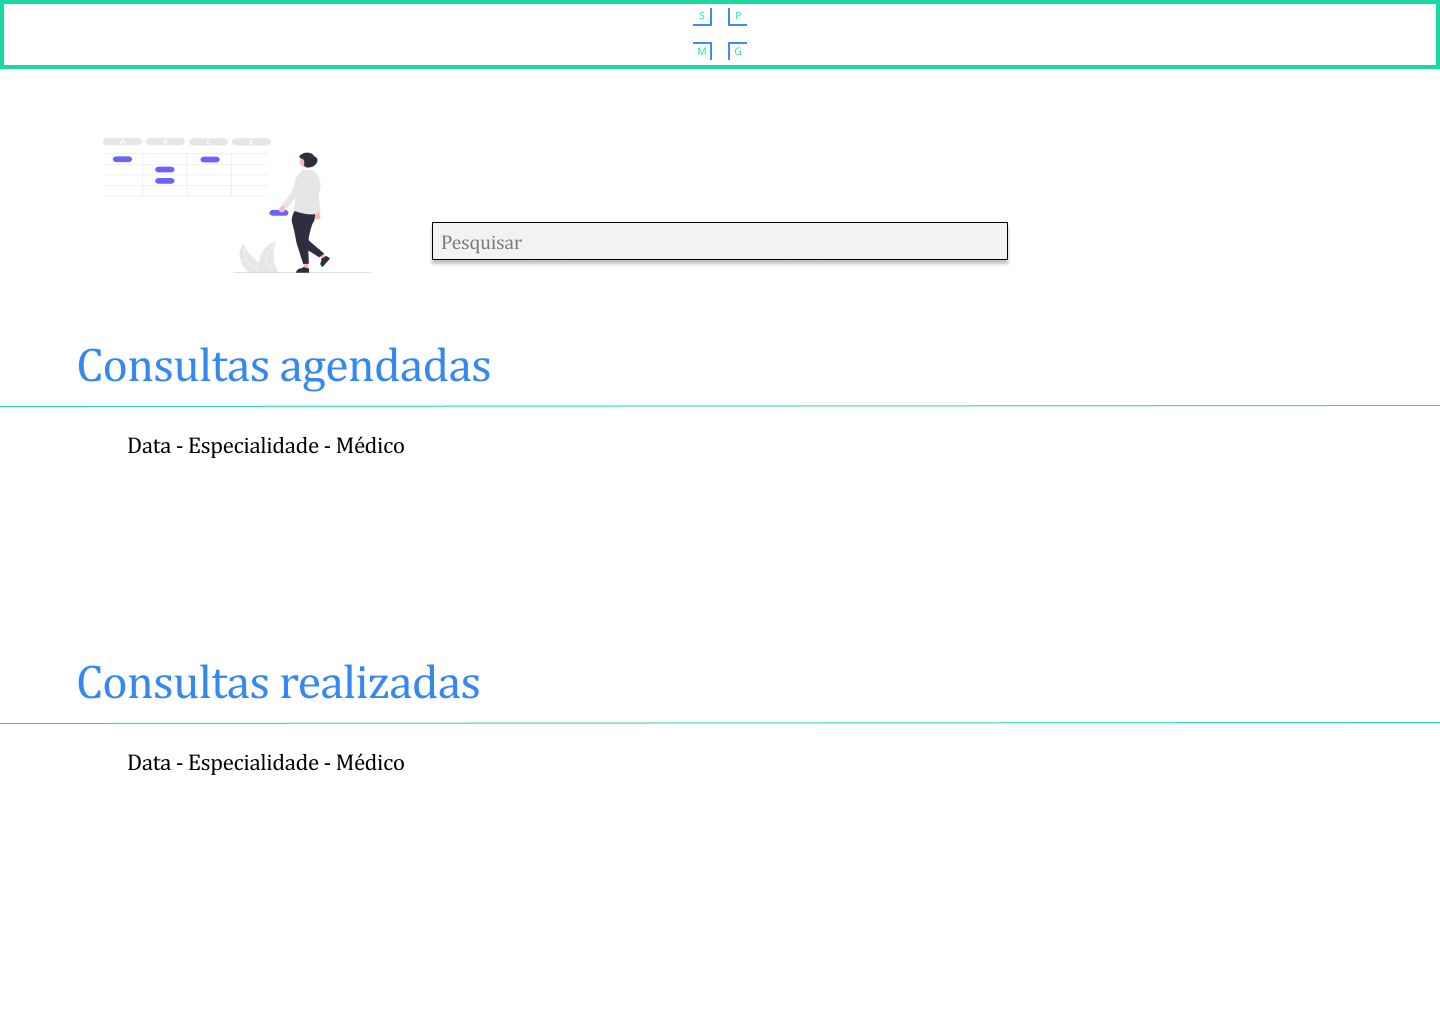 S P
M G
A
Pesquisar
Consultas agendadas
Data - Especialidade - Médico
Consultas realizadas
Data - Especialidade - Médico